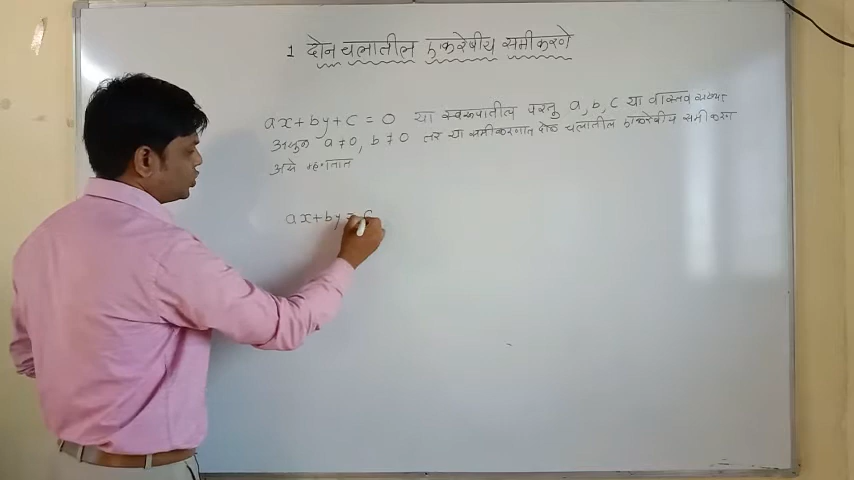 1 दोन चलातील एकरेषीय समीकरणे
ax + by + c = 0 या स्वरूपातील परंतु a, b, c या वास्तव संख्या
असून a ≠ 0, b ≠ 0 तर या समीकरणात दोन चलातील एकरेषीय समीकरण
असे म्हणतात
ax + by = c